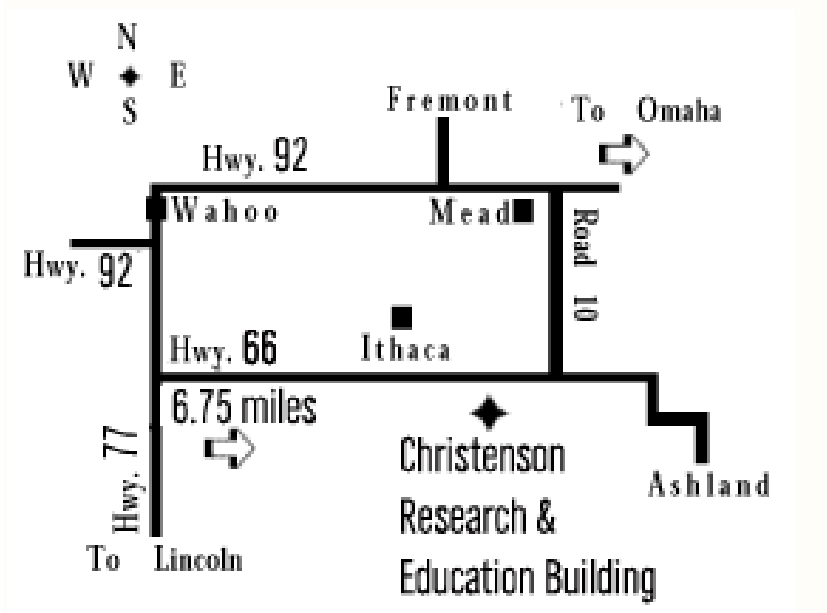 N
W E
S
Fremont
To Omaha
Hwy. 92
Wahoo
Mead
Road 10
Hwy. 92
Ithaca
Hwy. 66
6.75 miles
Hwy. 77
Christenson
Research &
Education Building
Ashland
To Lincoln